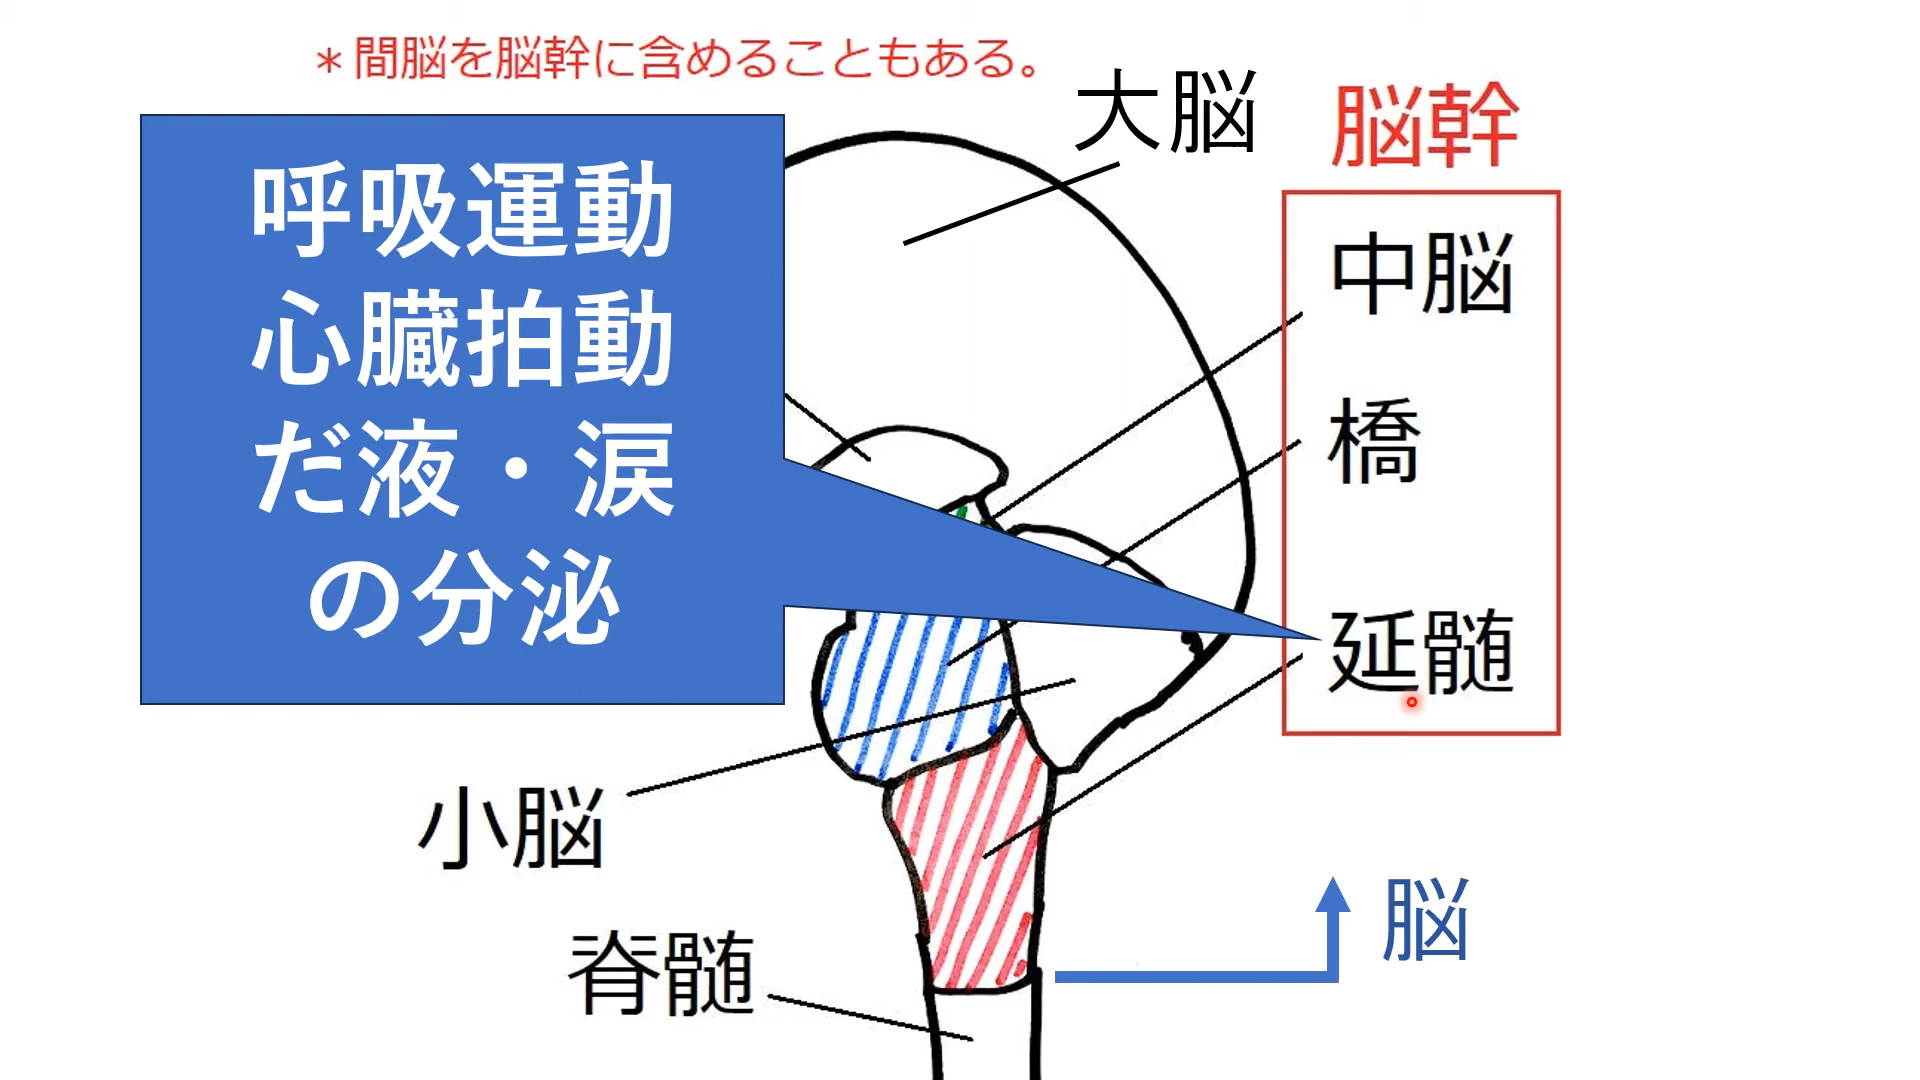 ＊間脳を脳幹に含めることもある。
大脳
脳幹
呼吸運動
心臓拍動
だ液・涙
の分泌
中脳
橋
延髄
小脳
脊髄
脳